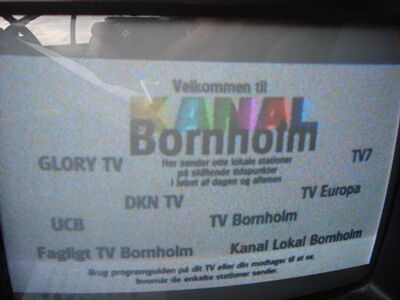 Velkommen til
KANAL
Bornholm
Her sender otte lokale stationer
på skiftende tidspunkter
i løbet af dagen og aftenen
GLORY TV
TV7
DKN TV
TV Europa
UCB
TV Bornholm
Fagligt TV Bornholm
Kanal Lokal Bornholm
Brug programguiden på dit TV eller din modtager til at se,
hvornår de enkelte stationer sender.